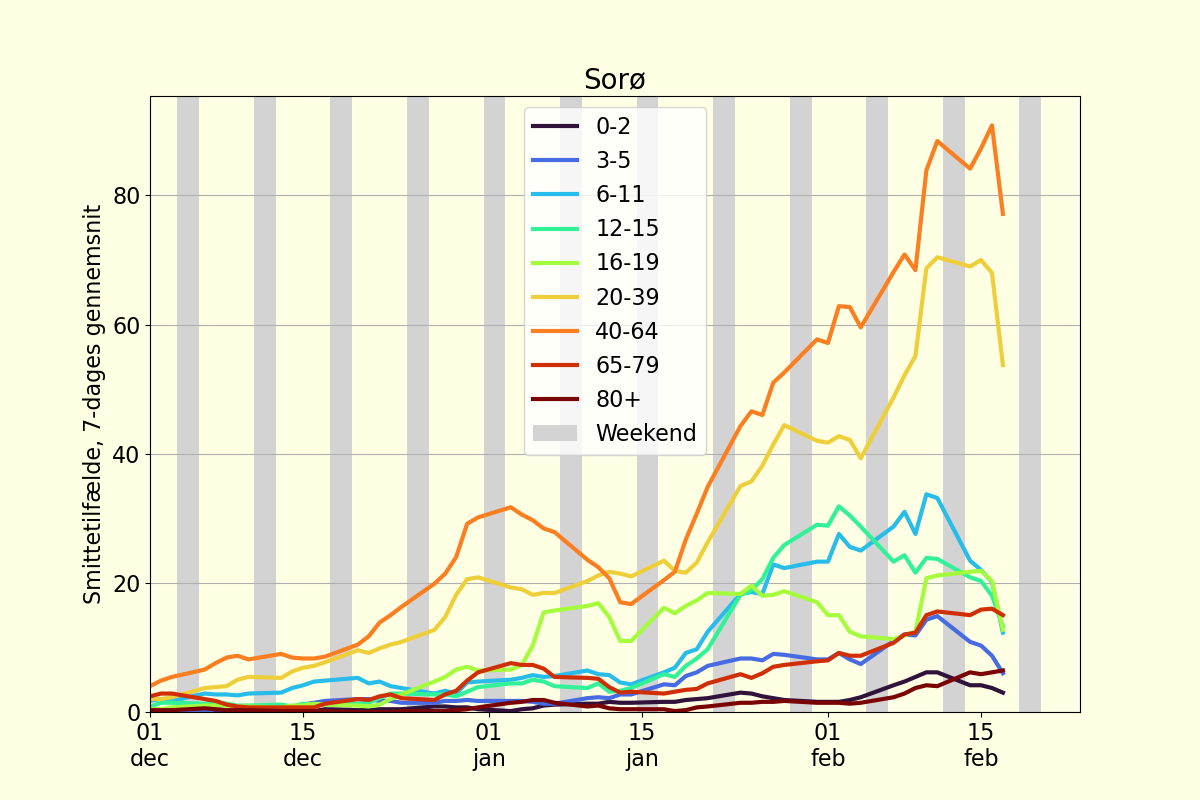 Sorø
Smittetilfælde, 7-dages gennemsnit
80
60
40
20
0
0-2
3-5
6-11
12-15
16-19
20-39
40-64
65-79
80+
Weekend
01 15 01 15 01 15
dec dec jan jan feb feb